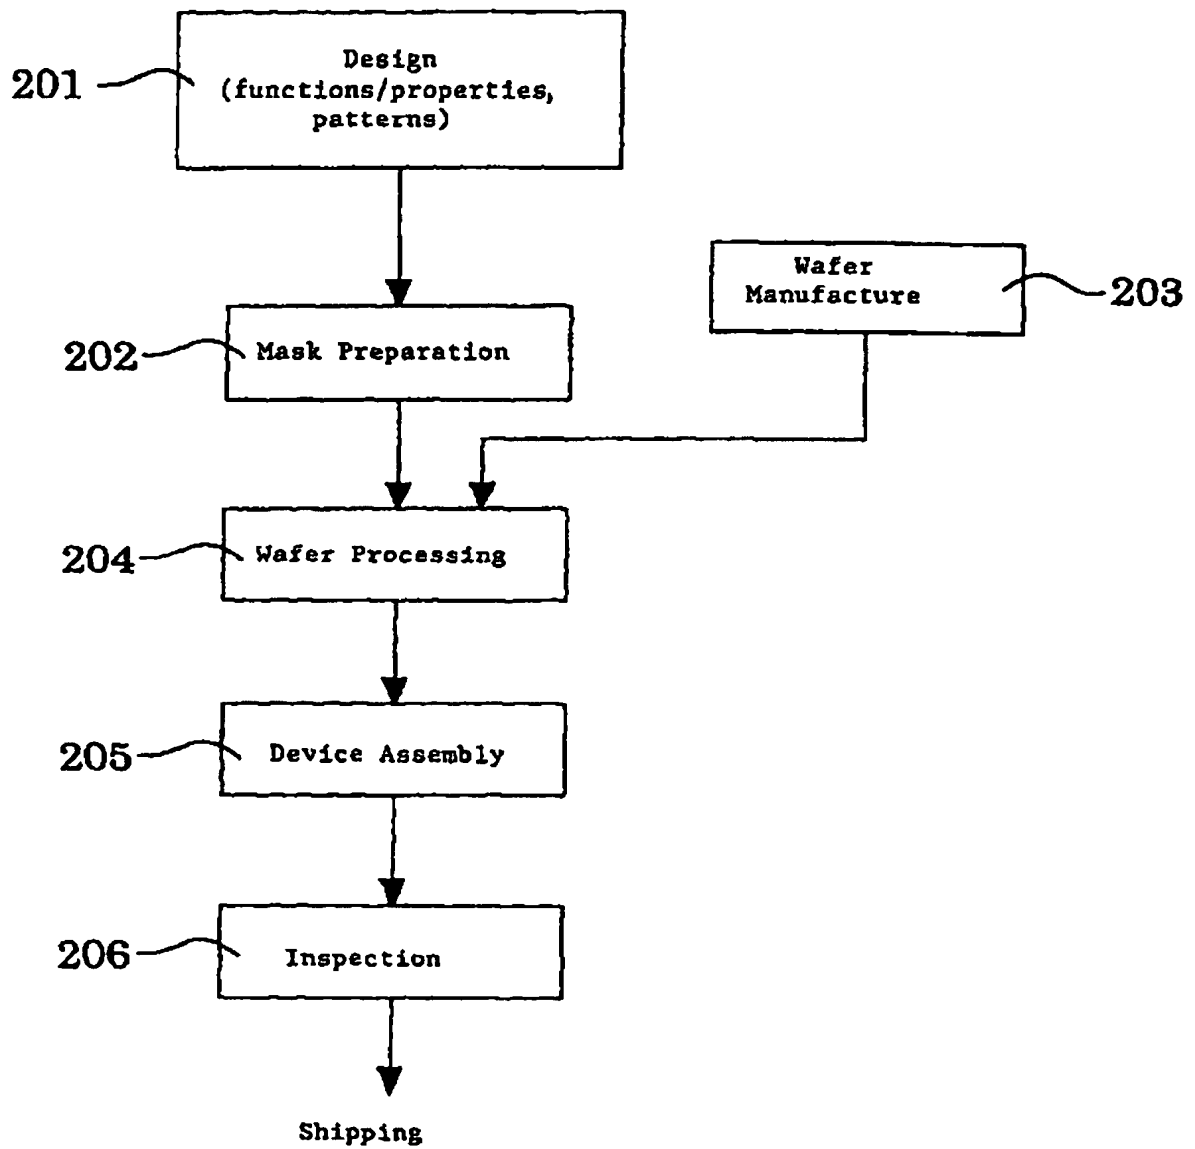 201
Design
(functions/properties,
patterns)
Wafer
Manufacture
203
202
Mask Preparation
204
Wafer Processing
205
Device Assembly
206
Inspection
Shipping